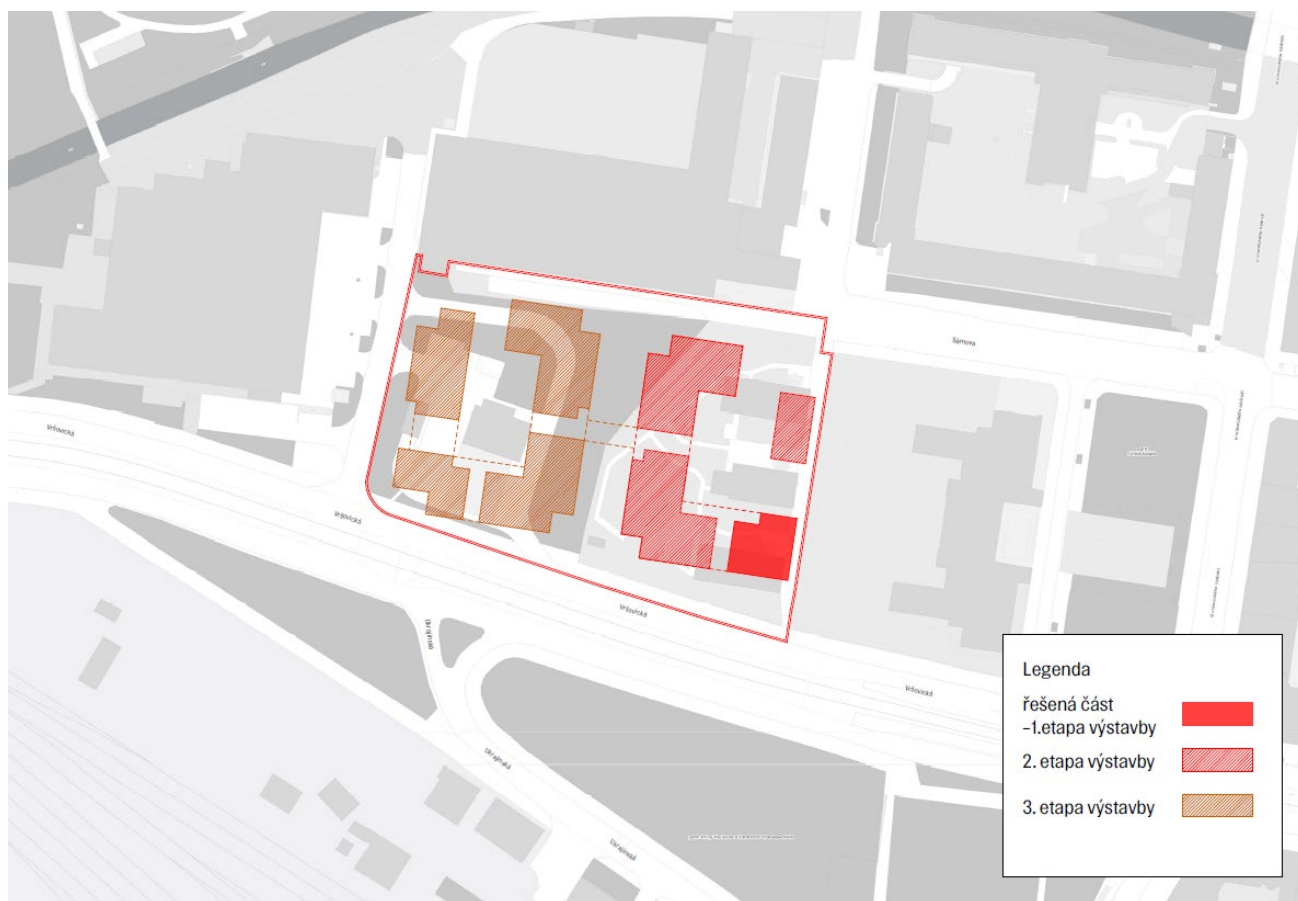 Samova
Vršovická
Vršovická
Vršovická
Vršovická
Ukrajinská
Ukrajinská
Ukrajinská
Legenda
řešená část
–1.etapa výstavby
2. etapa výstavby
3. etapa výstavby